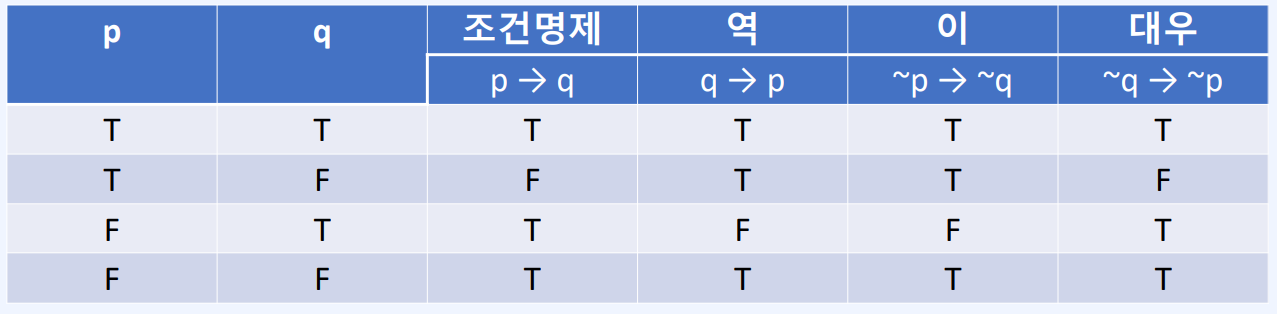 p q 조건명제 역 이 대우
p → q q → p ~p → ~q ~q → ~p
T T T T T T
T F F T T F
F T T F F T
F F T T T T